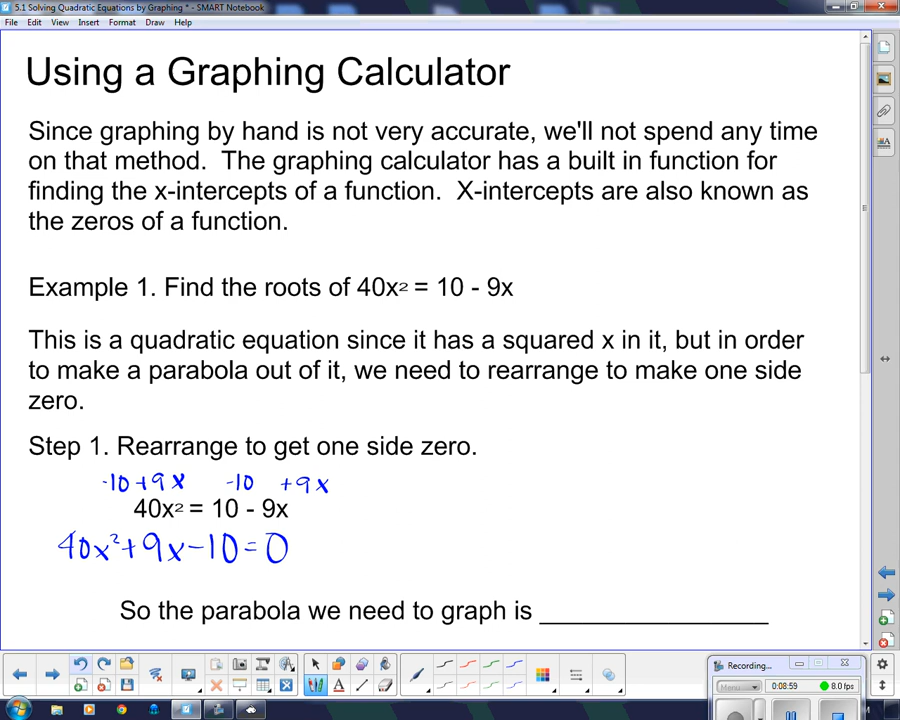 5.1 Solving Quadratic Equations by Graphing * - SMART Notebook
File Edit View Insert Format Draw Help
Using a Graphing Calculator
Since graphing by hand is not very accurate, we'll not spend any time
on that method. The graphing calculator has a built in function for
finding the x-intercepts of a function. X-intercepts are also known as
the zeros of a function.
Example 1. Find the roots of 40x² = 10 - 9x
This is a quadratic equation since it has a squared x in it, but in order
to make a parabola out of it, we need to rearrange to make one side
zero.
Step 1. Rearrange to get one side zero.
-10 +9x -10 +9x
40x² = 10 - 9x
40x² + 9x - 10 = 0
So the parabola we need to graph is ________________
Recording...
Menu 0:08:59 8.0 fps